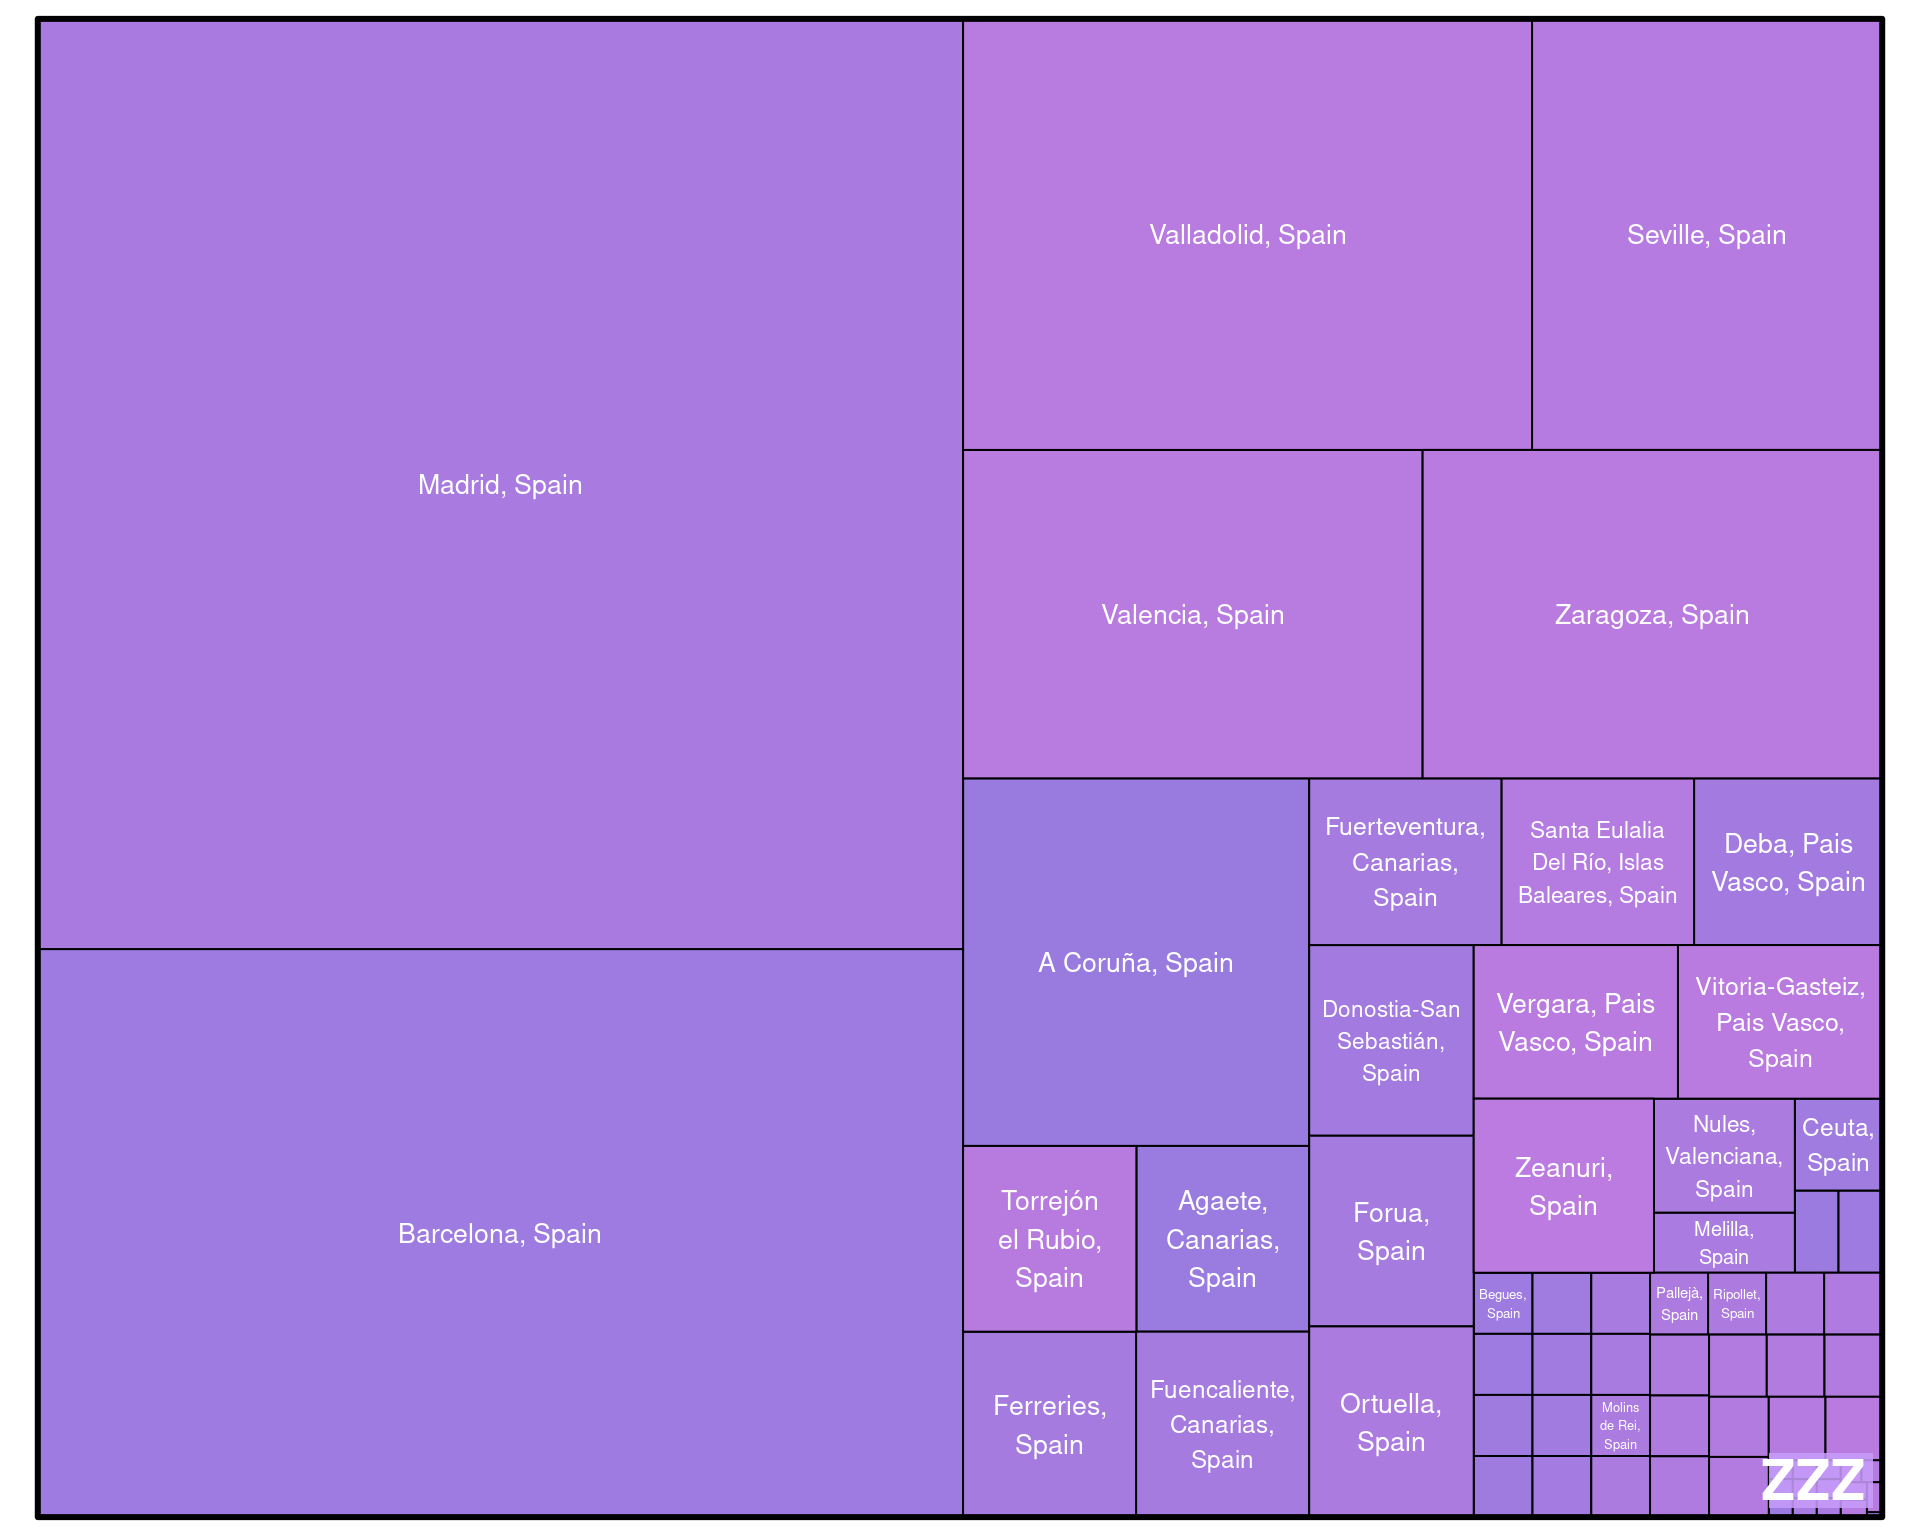 Madrid, Spain
Barcelona, Spain
Valladolid, Spain
Seville, Spain
Valencia, Spain
Zaragoza, Spain
A Coruña, Spain
Fuerteventura,
Canarias,
Spain
Santa Eulalia
Del Río, Islas
Baleares, Spain
Deba, Pais
Vasco, Spain
Donostia-San
Sebastián,
Spain
Vergara, Pais
Vasco, Spain
Vitoria-Gasteiz,
Pais Vasco,
Spain
Zeanuri,
Spain
Nules,
Valenciana,
Spain
Ceuta,
Spain
Melilla,
Spain
Torrejón
el Rubio,
Spain
Agaete,
Canarias,
Spain
Forua,
Spain
Ferreries,
Spain
Fuencaliente,
Canarias,
Spain
Ortuella,
Spain
Begues,
Spain
Pallejà,
Spain
Ripollet,
Spain
Molins
de Rei,
Spain
ZZZ